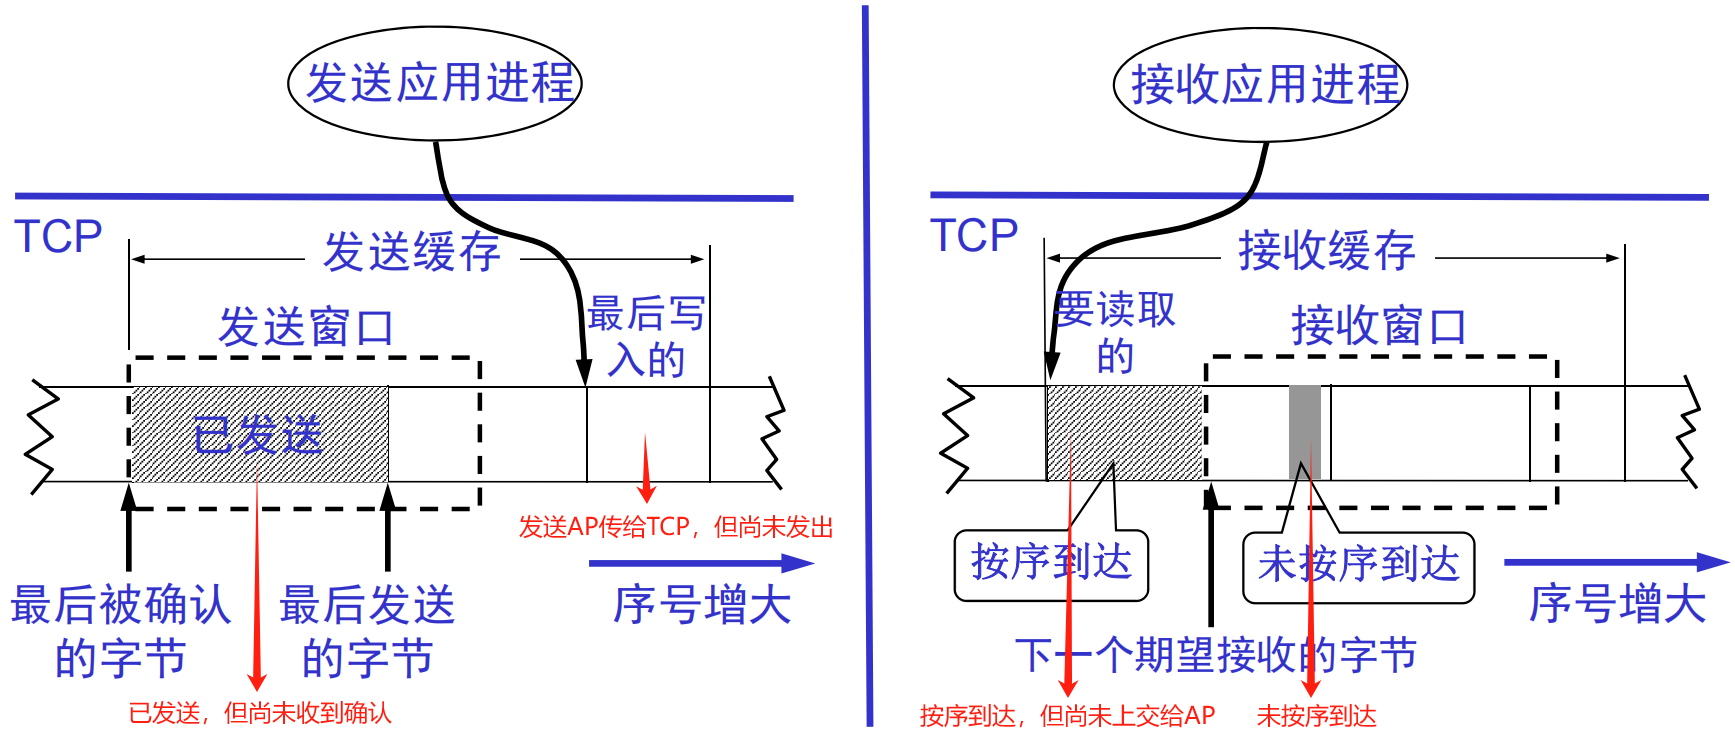 发送应用进程
TCP
发送缓存
发送窗口
最后写
入的
已发送
发送AP传给TCP，但尚未发出
最后被确认
的字节
最后发送
的字节
序号增大
已发送，但尚未收到确认
接收应用进程
TCP
接收缓存
要读取
的
接收窗口
按序到达
未按序到达
序号增大
下一个期望接收的字节
按序到达，但尚未上交给AP
未按序到达